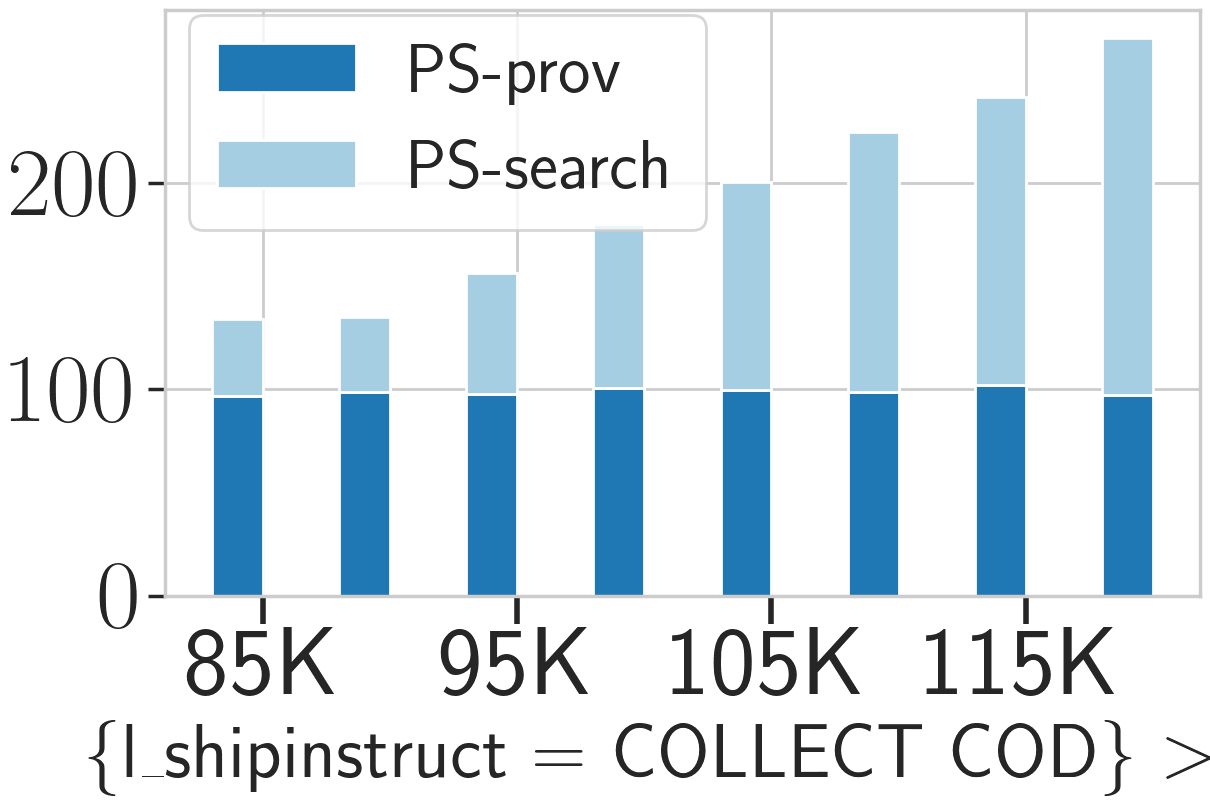 PS-prov
PS-search
200
100
0
85K 95K 105K 115K
{l_shipinstruct = COLLECT COD} >